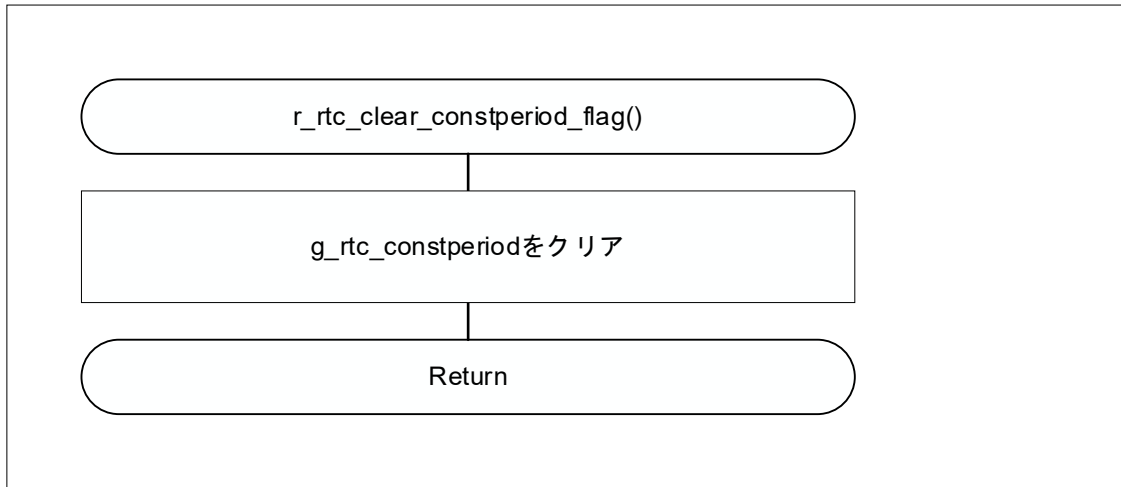 r_rtc_clear_constperiod_flag()
g_rtc_constperiodをクリア
Return